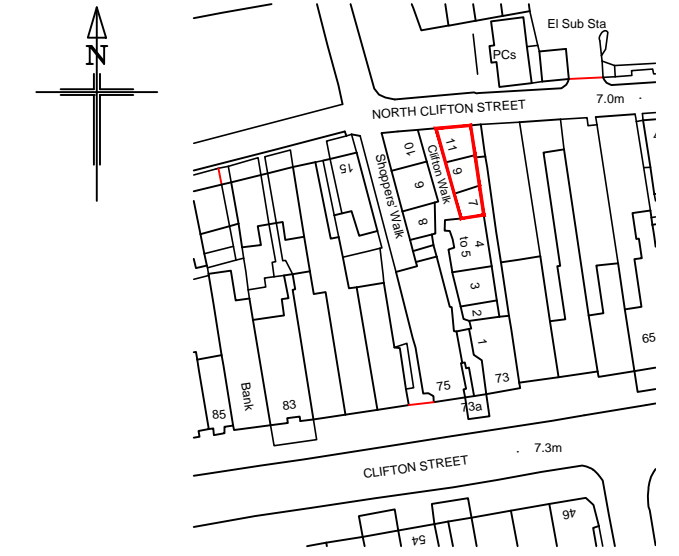 N
El Sub Sta
PCs
7.0m
NORTH CLIFTON STREET
11
10
15
Shoppers' Walk
Clifton Walk
9
9
7
8
4
to 5
3
2
1
65
Bank
85
83
75
73
73a
7.3m
CLIFTON STREET
46
54